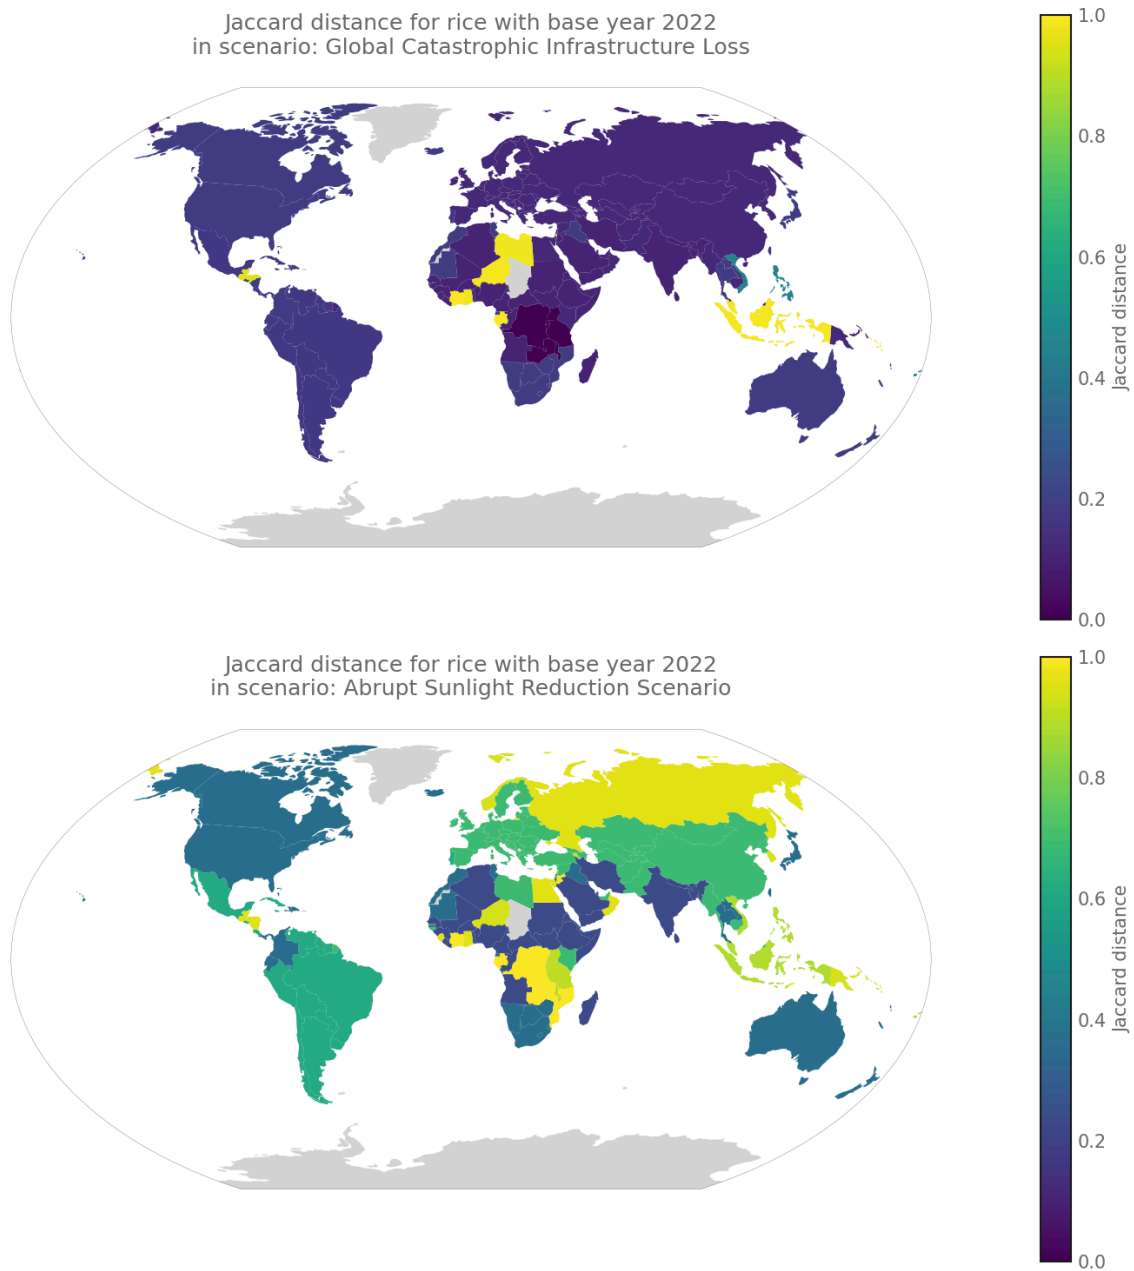 Jaccard distance for rice with base year 2022
in scenario: Global Catastrophic Infrastructure Loss
1.0
0.8
0.6
0.4
0.2
0.0
Jaccard distance
Jaccard distance for rice with base year 2022
in scenario: Abrupt Sunlight Reduction Scenario
1.0
0.8
0.6
0.4
0.2
0.0
Jaccard distance